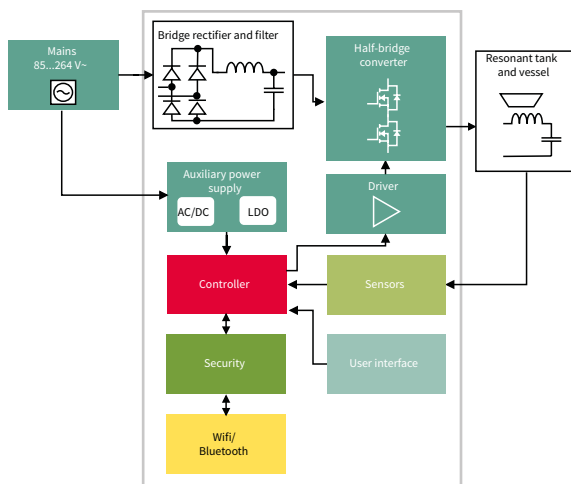 Bridge rectifier and filter
Mains
85...264 V~
Half-bridge
converter
Resonant tank
and vessel
Auxiliary power
supply
AC/DC
LDO
Driver
Controller
Sensors
Security
User interface
Wifi/
Bluetooth